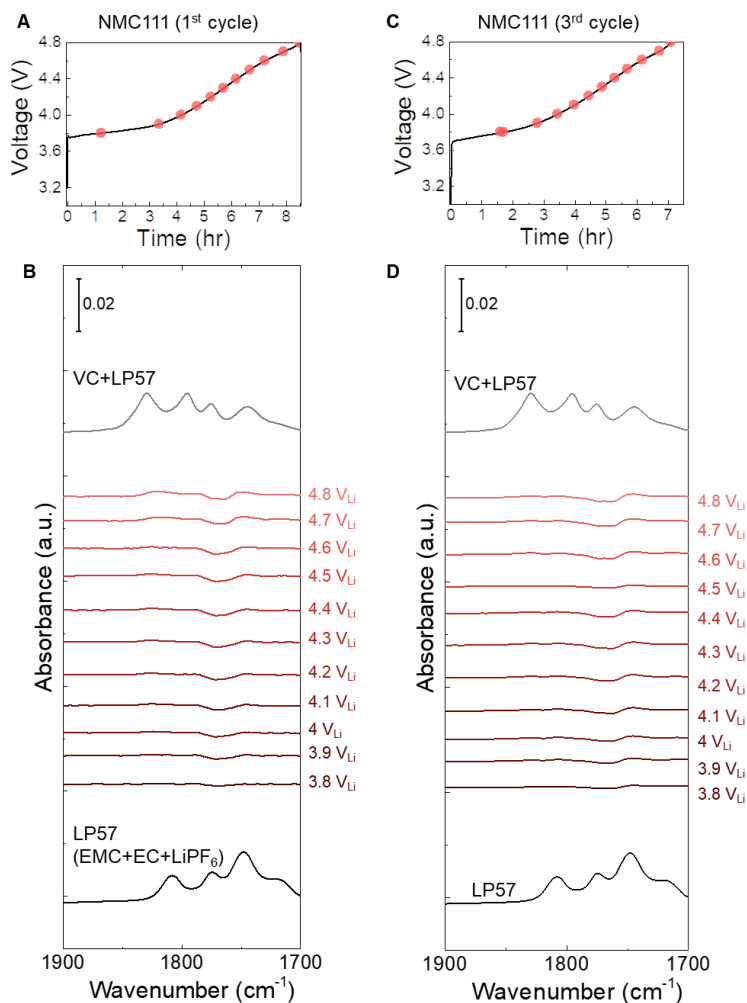 A
NMC111 (1st cycle)
4.8
4.4
4.0
3.6
3.2
Voltage (V)
0 1 2 3 4 5 6 7 8
Time (hr)
B
0.02
VC+LP57
4.8 VLi
4.7 VLi
4.6 VLi
4.5 VLi
4.4 VLi
4.3 VLi
4.2 VLi
4.1 VLi
4 VLi
3.9 VLi
3.8 VLi
LP57
(EMC+EC+LiPF6)
Absorbance (a.u.)
1900 1800 1700
Wavenumber (cm-1)
C
NMC111 (3rd cycle)
4.8
4.4
4.0
3.6
3.2
Voltage (V)
0 1 2 3 4 5 6 7
Time (hr)
D
0.02
VC+LP57
4.8 VLi
4.7 VLi
4.6 VLi
4.5 VLi
4.4 VLi
4.3 VLi
4.2 VLi
4.1 VLi
4 VLi
3.9 VLi
3.8 VLi
LP57
Absorbance (a.u.)
1900 1800 1700
Wavenumber (cm-1)